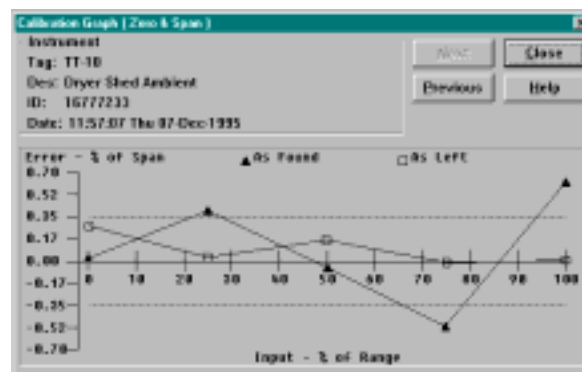 Calibration Graph ( Zero & Span )
Instrument
Tag: TT-10
Des: Dryer Shed Ambient
ID: 16777233
Date: 11:57:07 Thu 07-Dec-1995
Next Close
Previous Help
Error - % of Span As Found As Left
0.70
0.52
0.35
0.17
0.00
-0.17
-0.35
-0.52
-0.70
0 10 20 30 40 50 60 70 80 90 100
Input - % of Range